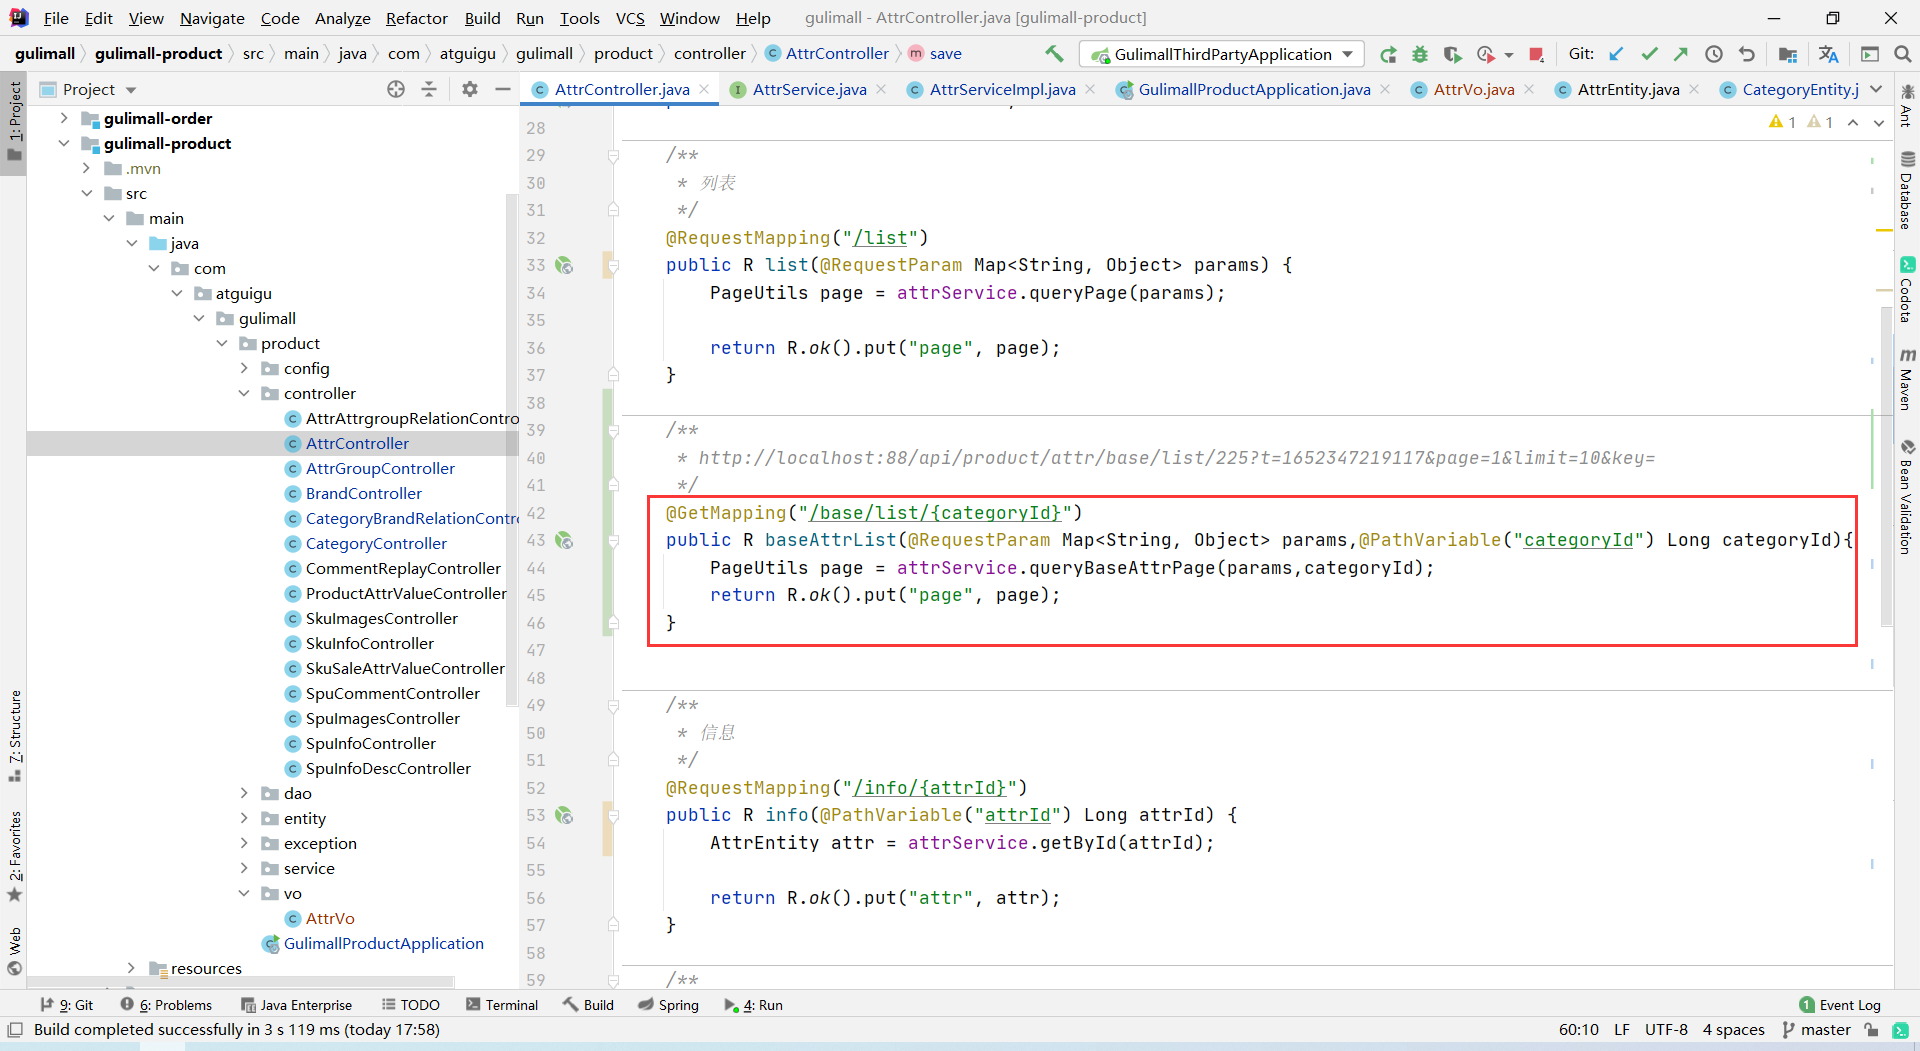 File Edit View Navigate Code Analyze Refactor Build Run Tools VCS Window Help gulimall - AttrController.java [gulimall-product]
gulimall gulimall-product src main java com atguigu gulimall product controller AttrController save GulimallThirdPartyApplication Git:
Project
AttrController.java AttrService.java AttrServiceImpl.java GulimallProductApplication.java AttrVo.java AttrEntity.java CategoryEntity.j
1: Project
7: Structure
2: Favorites
Web
gulimall-order
gulimall-product
.mvn
src
main
java
com
atguigu
gulimall
product
config
controller
AttrAttrgroupRelationContro
AttrController
AttrGroupController
BrandController
CategoryBrandRelationContr
CategoryController
CommentReplayController
ProductAttrValueController
SkuImagesController
SkuInfoController
SkuSaleAttrValueController
SpuCommentController
SpuImagesController
SpuInfoController
SpuInfoDescController
dao
entity
exception
service
vo
AttrVo
GulimallProductApplication
resources
1 1
28
29 /**
30 * 列表
31 */
32 @RequestMapping("/list")
33 public R list(@RequestParam Map<String, Object> params) {
34 PageUtils page = attrService.queryPage(params);
35
36 return R.ok().put("page", page);
37 }
38
39 /**
40 * http://localhost:88/api/product/attr/base/list/225?t=1652347219117&page=1&limit=10&key=
41 */
42 @GetMapping("/base/list/{categoryId}")
43 public R baseAttrList(@RequestParam Map<String, Object> params,@PathVariable("categoryId") Long categoryId){
44 PageUtils page = attrService.queryBaseAttrPage(params,categoryId);
45 return R.ok().put("page", page);
46 }
47
48
49 /**
50 * 信息
51 */
52 @RequestMapping("/info/{attrId}")
53 public R info(@PathVariable("attrId") Long attrId) {
54 AttrEntity attr = attrService.getById(attrId);
55
56 return R.ok().put("attr", attr);
57 }
58
59 /**
Ant
Database
Codota
Maven
Bean Validation
9: Git 6: Problems Java Enterprise TODO Terminal Build Spring 4: Run 1 Event Log
Build completed successfully in 3 s 119 ms (today 17:58) 60:10 LF UTF-8 4 spaces master